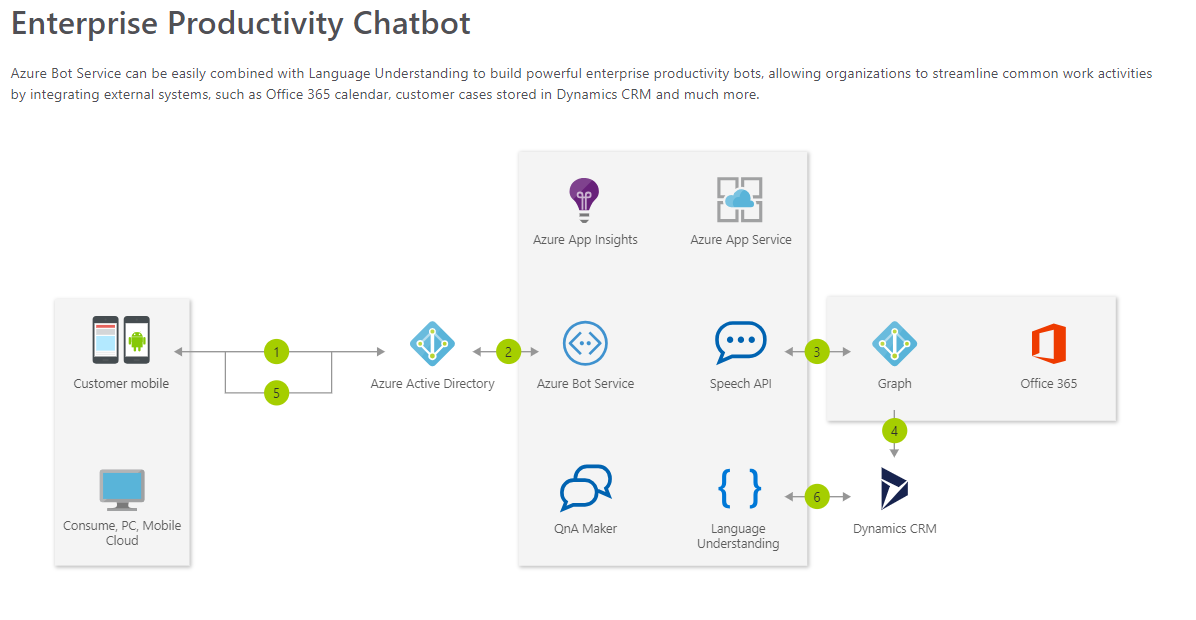 Enterprise Productivity Chatbot
Azure Bot Service can be easily combined with Language Understanding to build powerful enterprise productivity bots, allowing organizations to streamline common work activities
by integrating external systems, such as Office 365 calendar, customer cases stored in Dynamics CRM and much more.
Azure App Insights
Azure App Service
1
2
3
Customer mobile
Azure Active Directory
Azure Bot Service
Speech API
Graph
Office 365
5
4
6
Consume, PC, Mobile
Cloud
QnA Maker
Language
Understanding
Dynamics CRM